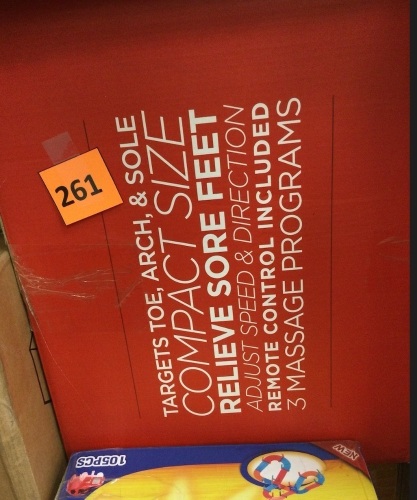 261
TARGETS TOE, ARCH, & SOLE
COMPACT SIZE
RELIEVE SORE FEET
ADJUST SPEED & DIRECTION
REMOTE CONTROL INCLUDED
3 MASSAGE PROGRAMS
105PCS
NEW